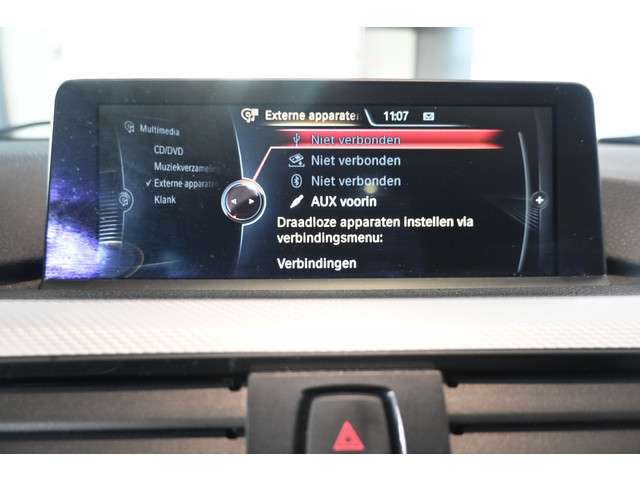 Externe apparater 11:07
Multimedia
CD/DVD
Muziekverzameling
✓ Externe apparaten
Klank
Niet verbonden
Niet verbonden
Niet verbonden
AUX voorin
Draadloze apparaten instellen via
verbindingsmenu:
Verbindingen